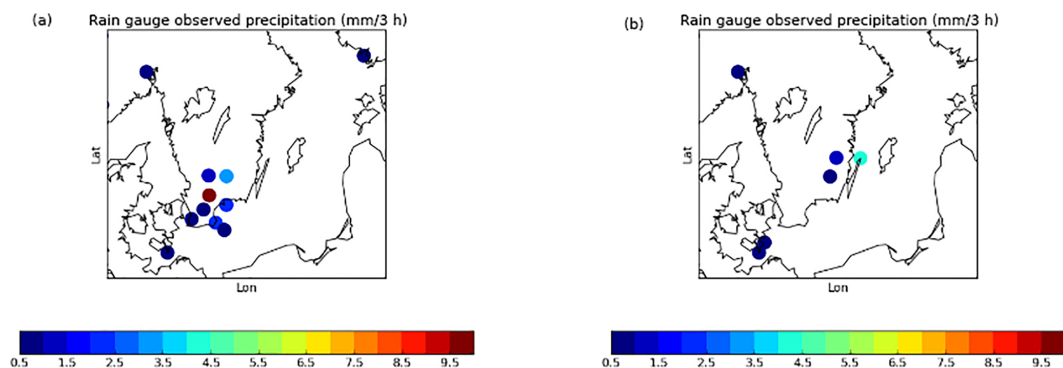 (a) Rain gauge observed precipitation (mm/3 h)
Lat
Lon
0.5 1.5 2.5 3.5 4.5 5.5 6.5 7.5 8.5 9.5
(b) Rain gauge observed precipitation (mm/3 h)
Lat
Lon
0.5 1.5 2.5 3.5 4.5 5.5 6.5 7.5 8.5 9.5